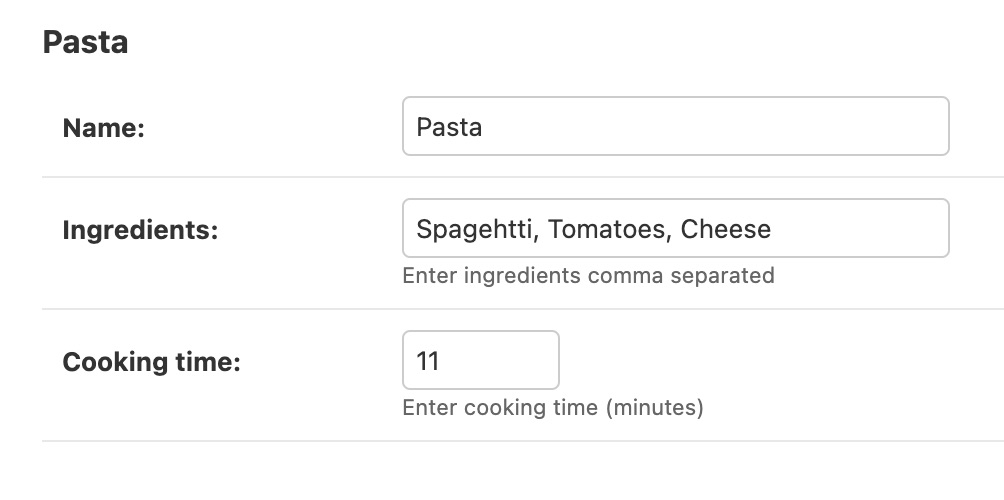 Pasta
Name: Pasta
Ingredients: Spagehtti, Tomatoes, Cheese
Enter ingredients comma separated
Cooking time: 11
Enter cooking time (minutes)